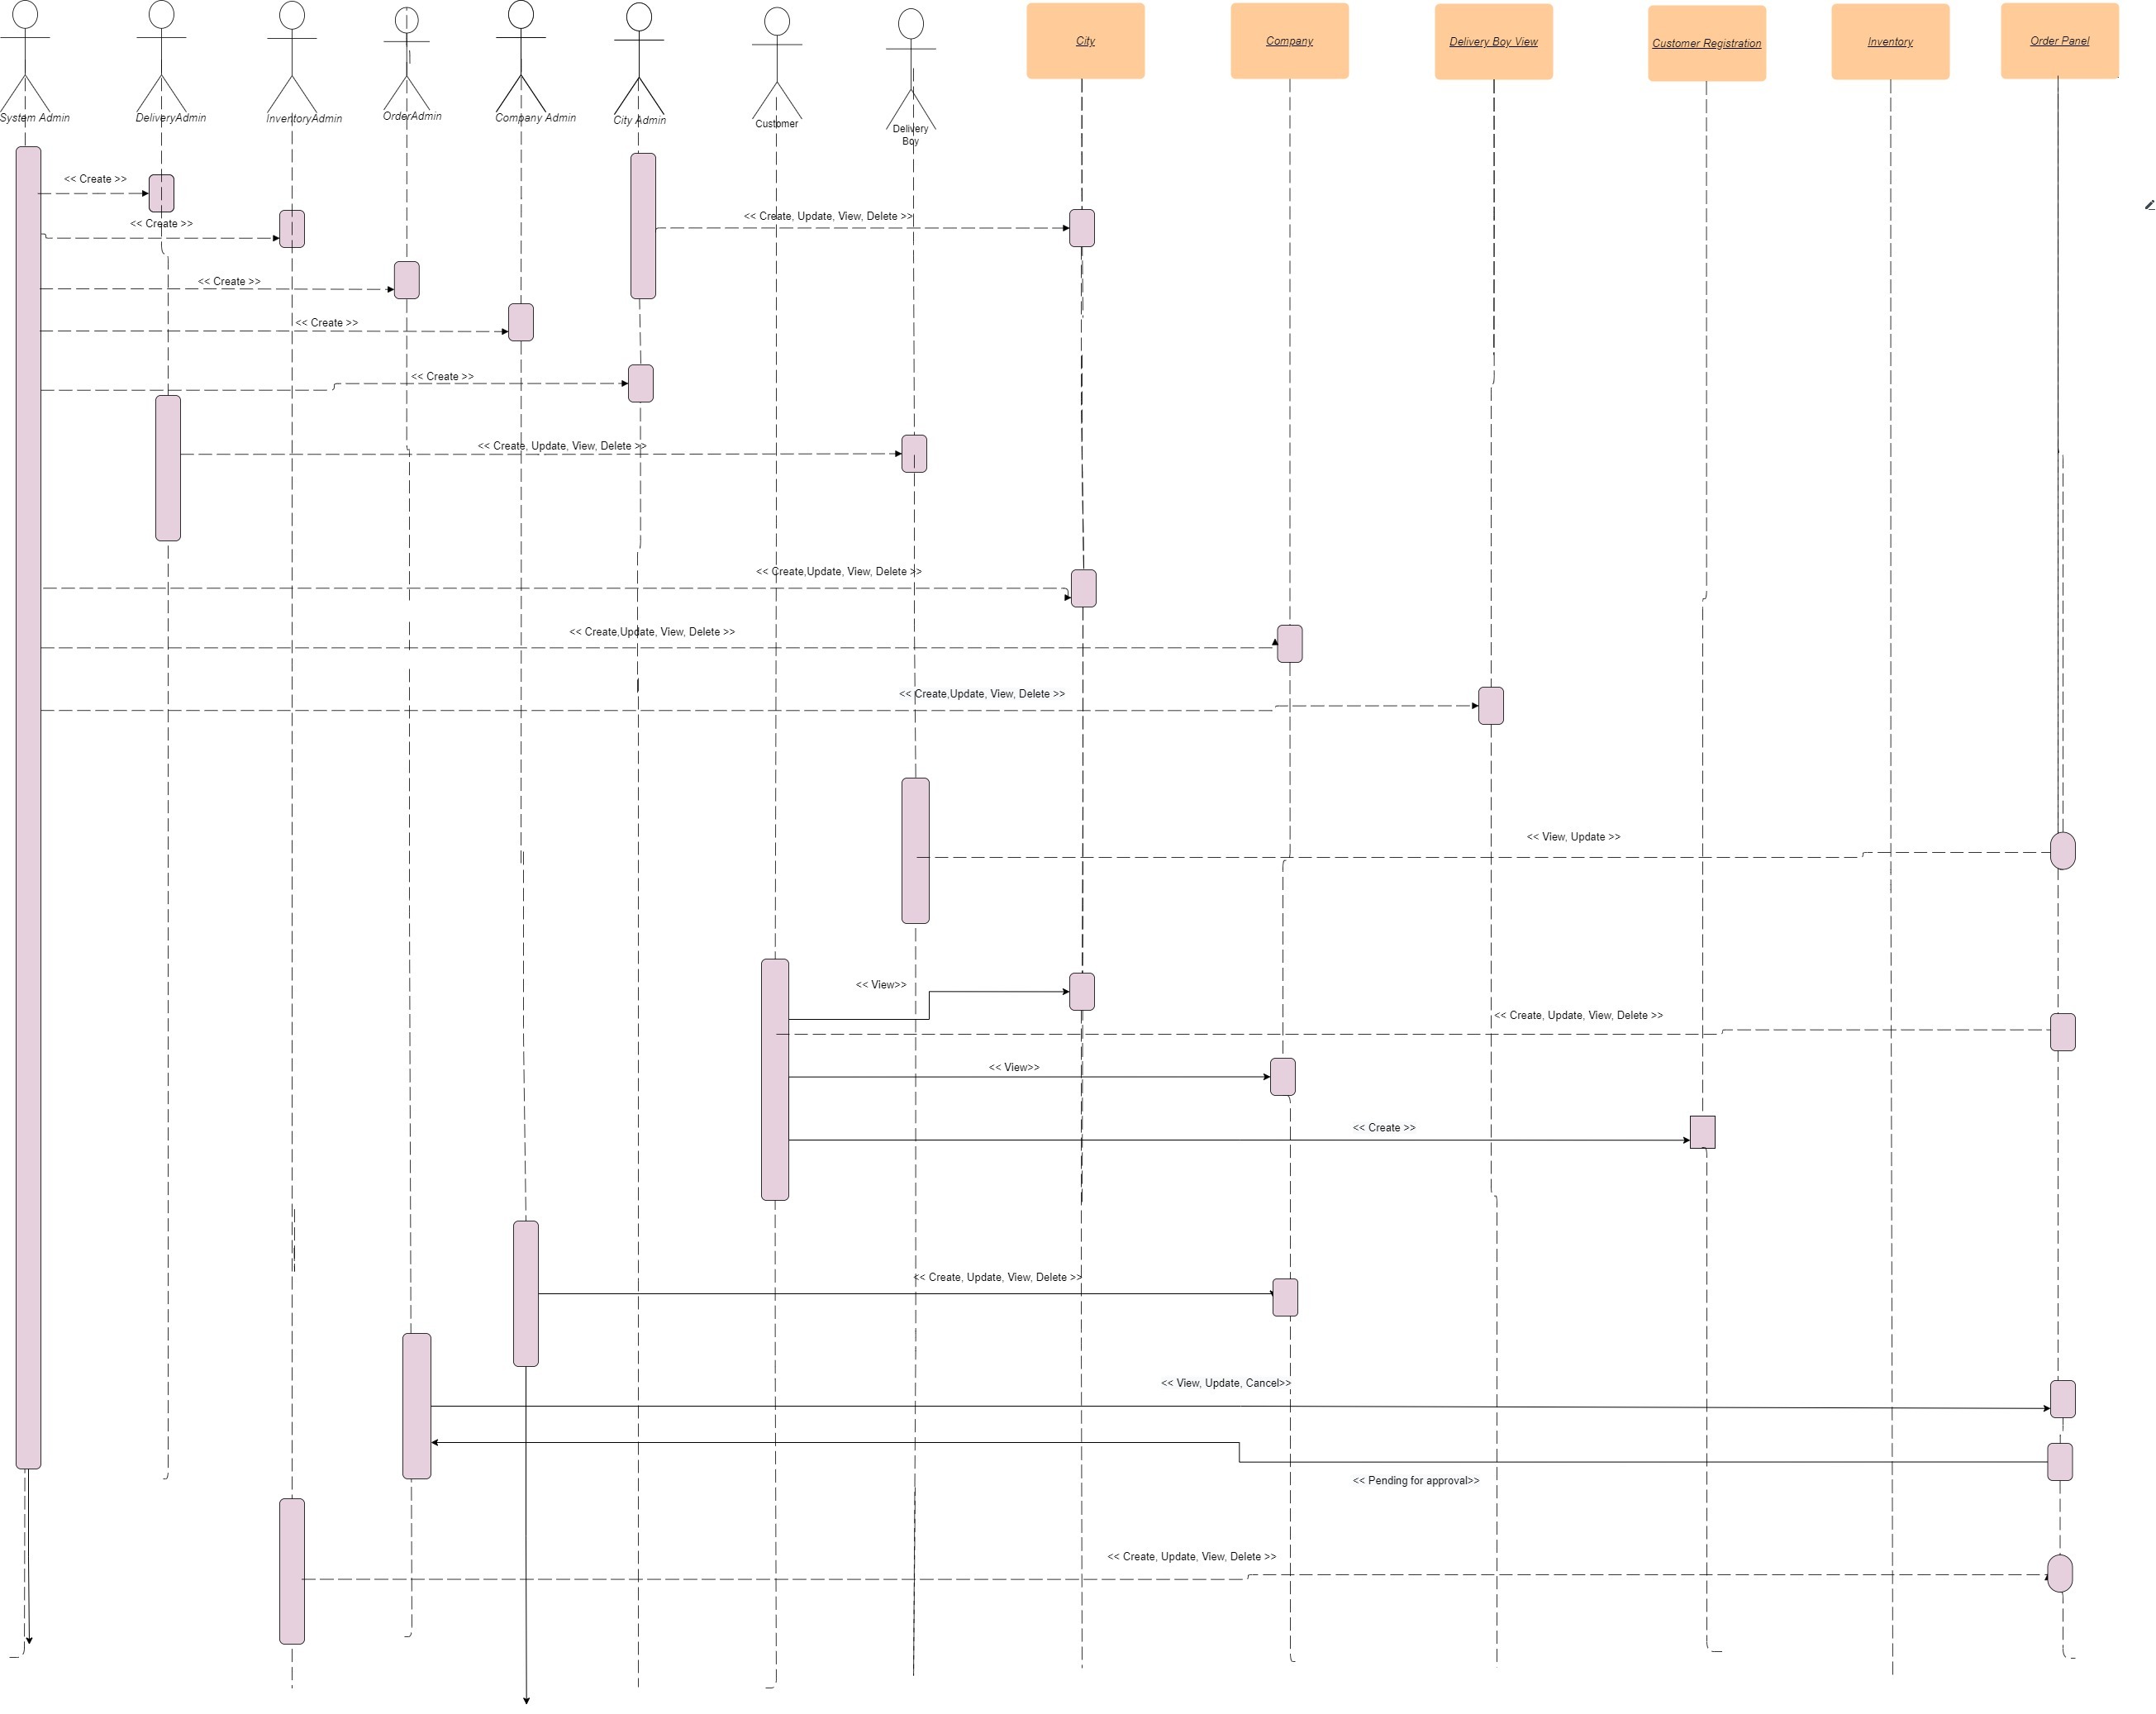 City
Company
Delivery Boy View
Customer Registration
Inventory
Order Panel
System Admin
DeliveryAdmin
InventoryAdmin
OrderAdmin
Company Admin
City Admin
Customer
Delivery
Boy
<< Create >>
<< Create, Update, View, Delete >>
<< Create >>
<< Create >>
<< Create >>
<< Create >>
<< Create, Update, View, Delete >>
<< Create,Update, View, Delete >>
<< Create,Update, View, Delete >>
<< Create,Update, View, Delete >>
<< View, Update >>
<< View>>
<< Create, Update, View, Delete >>
<< View>>
<< Create >>
<< Create, Update, View, Delete >>
<< View, Update, Cancel>>
<< Pending for approval>>
<< Create, Update, View, Delete >>